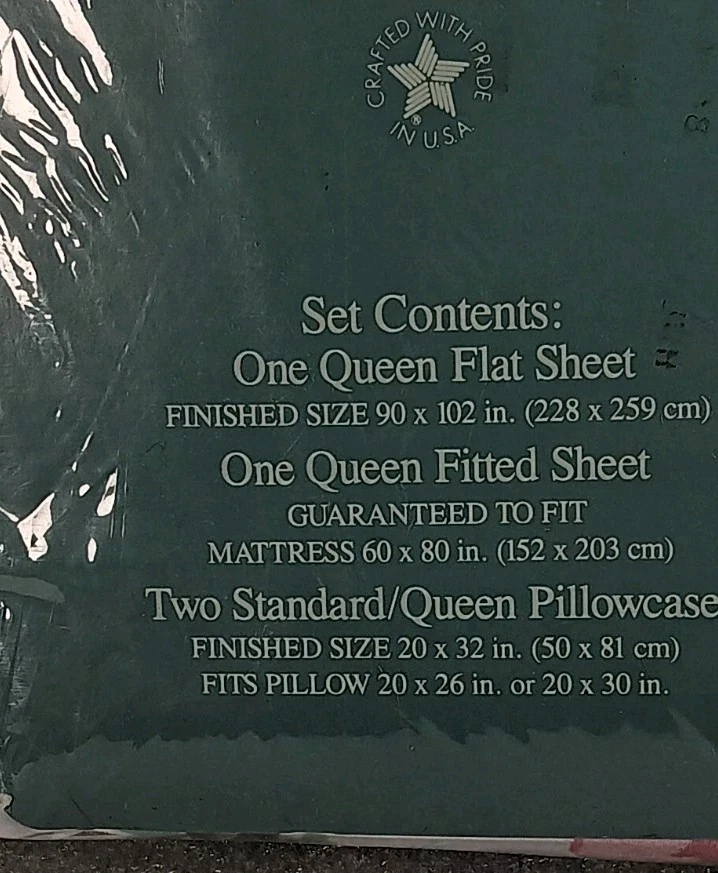 CRAFTED WITH PRIDE
IN U.S.A.
®
Set Contents:
One Queen Flat Sheet
FINISHED SIZE 90 x 102 in. (228 x 259 cm)
One Queen Fitted Sheet
GUARANTEED TO FIT
MATTRESS 60 x 80 in. (152 x 203 cm)
Two Standard/Queen Pillowcase
FINISHED SIZE 20 x 32 in. (50 x 81 cm)
FITS PILLOW 20 x 26 in. or 20 x 30 in.